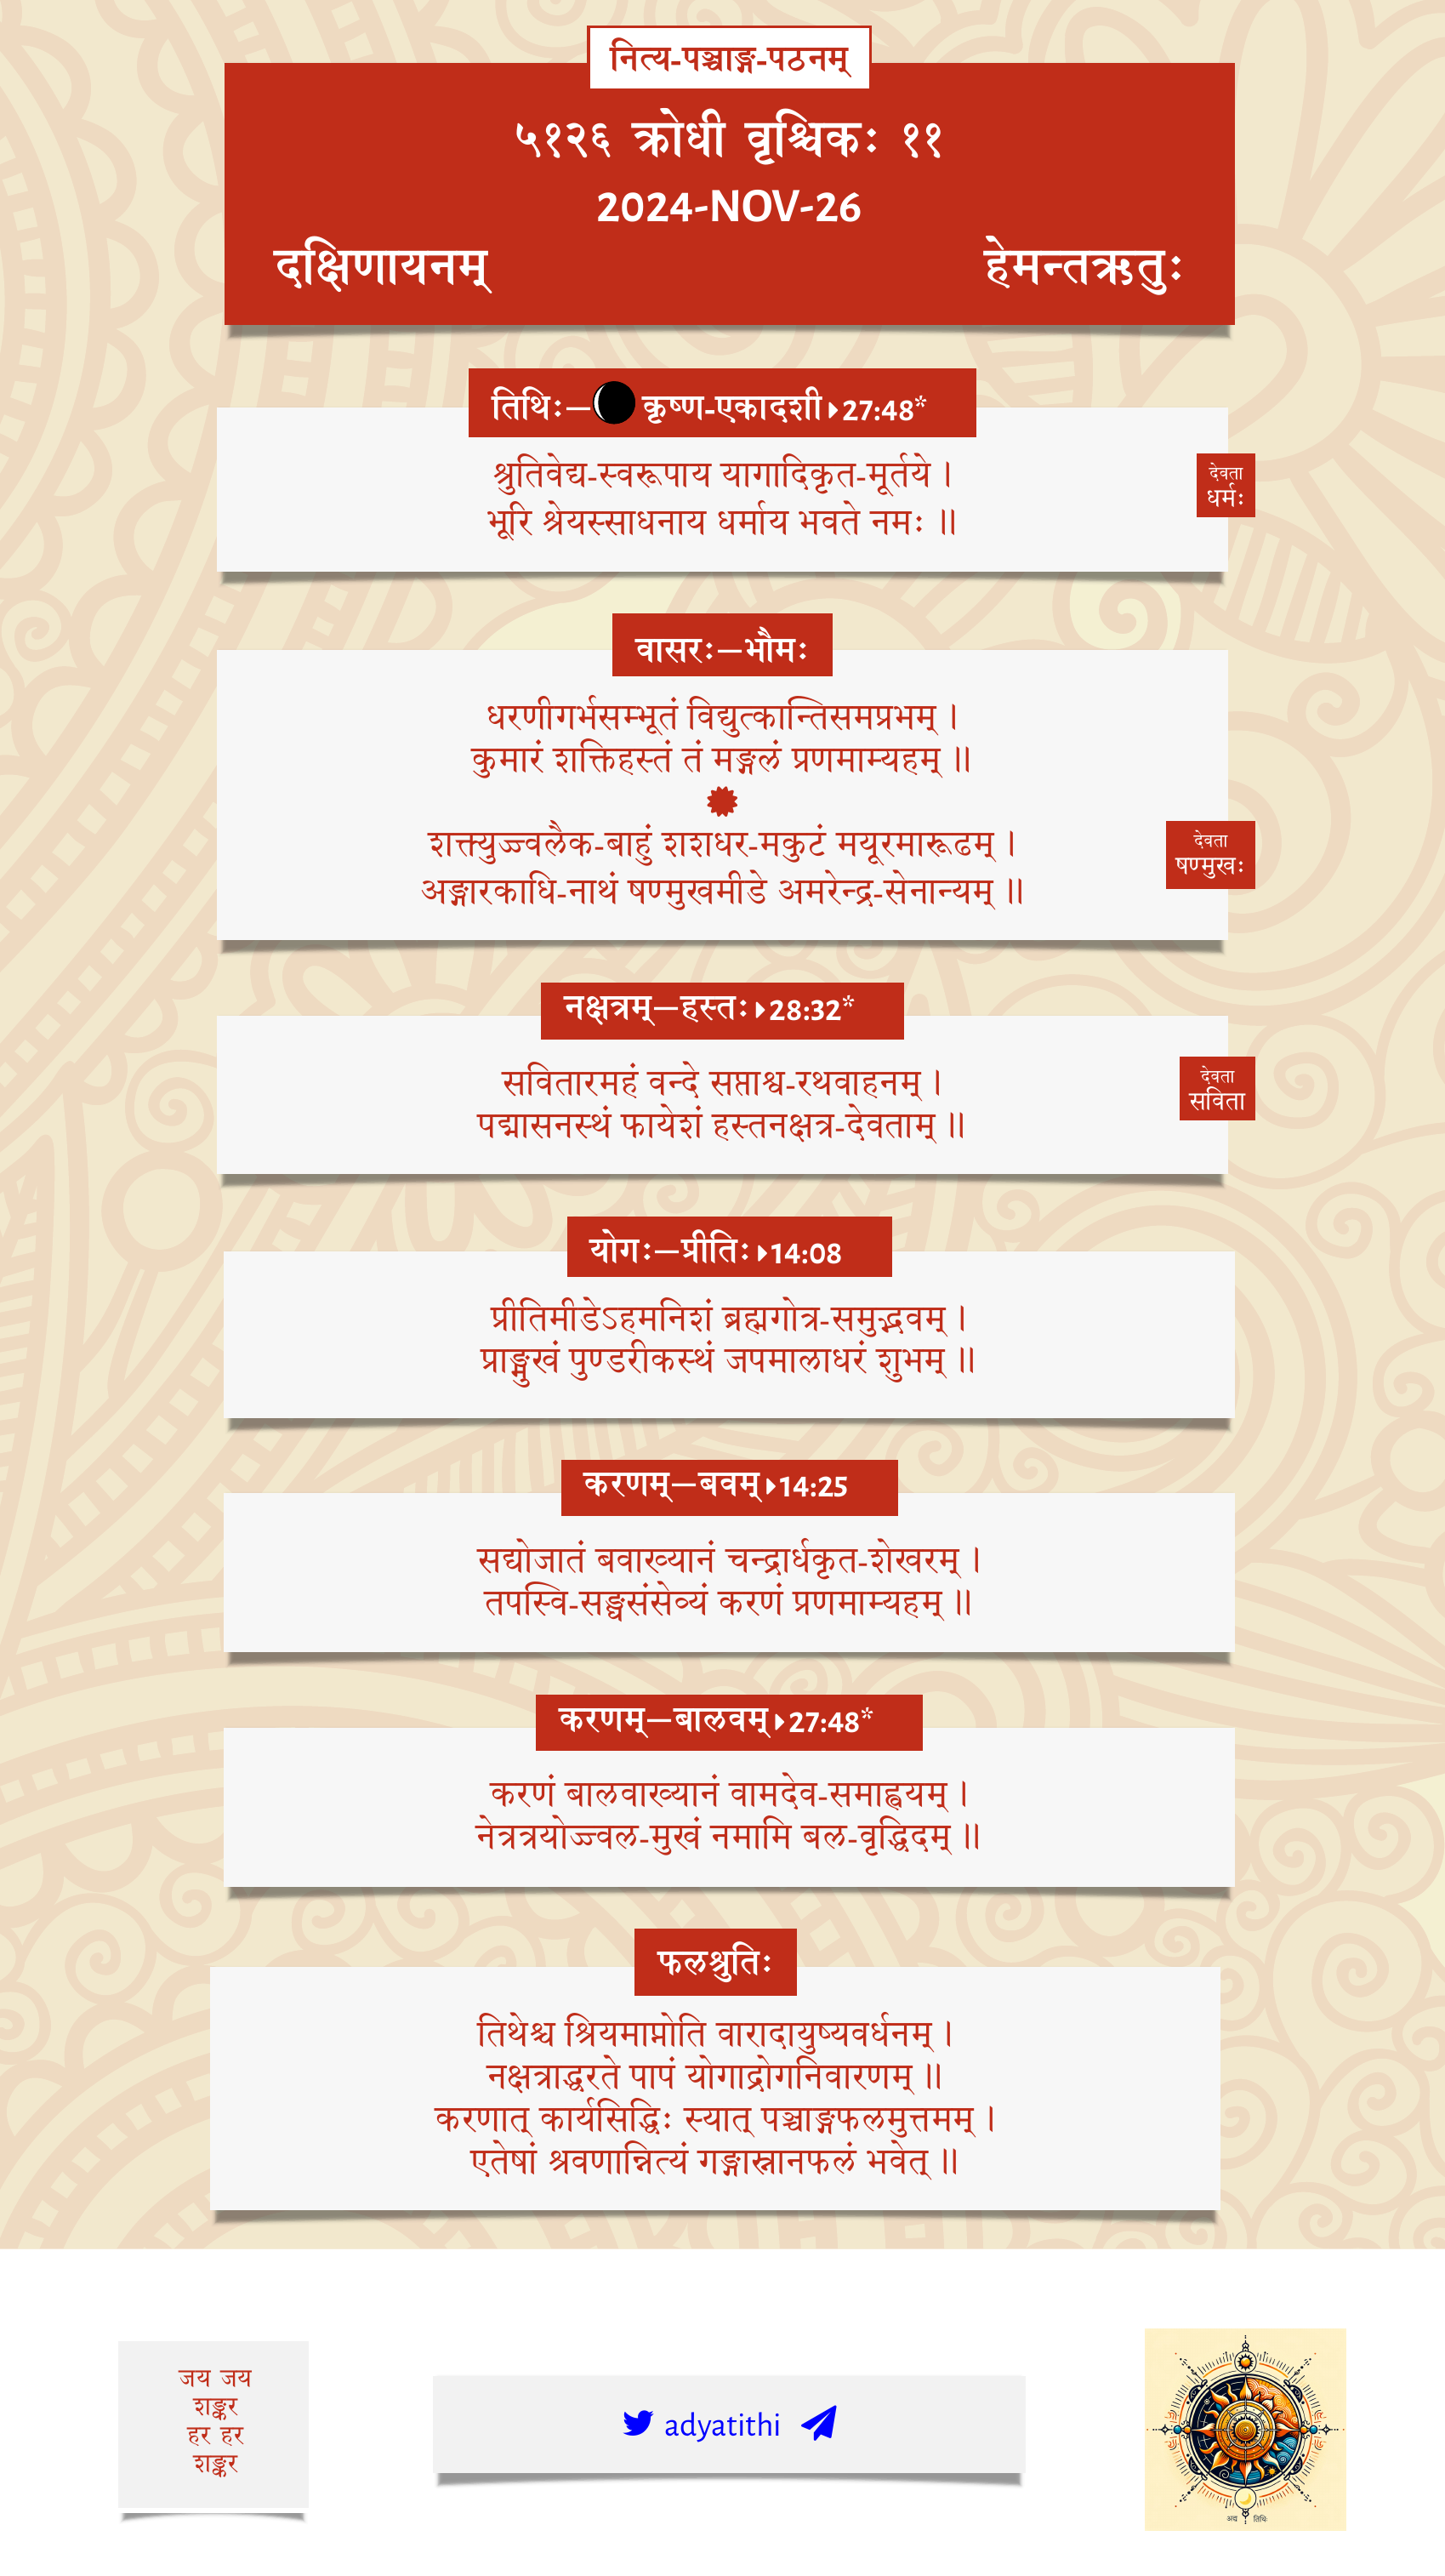 नित्य-पञ्चाङ्ग-पठनम्
५१२६ क्रोधी वृश्चिकः ११
2024-NOV-26
दक्षिणायनम् हेमन्तऋतुः
तिथिः—कृष्ण-एकादशी 27:48*
श्रुतिवेद्य-स्वरूपाय यागादिकृत-मूर्तये ।
भूरि श्रेयस्साधनाय धर्माय भवते नमः ॥
देवता
धर्मः
वासरः—भौमः
धरणीगर्भसम्भूतं विद्युत्कान्तिसमप्रभम् ।
कुमारं शक्तिहस्तं तं मङ्गलं प्रणमाम्यहम् ॥
शक्त्युज्ज्वलैक-बाहुं शशधर-मकुटं मयूरमारूढम् ।
अङ्गारकाधि-नाथं षण्मुखमीडे अमरेन्द्र-सेनान्यम् ॥
देवता
षण्मुखः
नक्षत्रम्—हस्तः 28:32*
सवितारमहं वन्दे सप्ताश्व-रथवाहनम् ।
पद्मासनस्थं फायेशं हस्तनक्षत्र-देवताम् ॥
देवता
सविता
योगः—प्रीतिः 14:08
प्रीतिमीडेऽहमनिशं ब्रह्मगोत्र-समुद्भवम् ।
प्राङ्मुखं पुण्डरीकस्थं जपमालाधरं शुभम् ॥
करणम्—बवम् 14:25
सद्योजातं बवाख्यानं चन्द्रार्धकृत-शेखरम् ।
तपस्वि-सङ्घसंसेव्यं करणं प्रणमाम्यहम् ॥
करणम्—बालवम् 27:48*
करणं बालवाख्यानं वामदेव-समाह्वयम् ।
नेत्रत्रयोज्ज्वल-मुखं नमामि बल-वृद्धिदम् ॥
फलश्रुतिः
तिथेश्च श्रियमाप्नोति वारादायुष्यवर्धनम् ।
नक्षत्राद्धरते पापं योगाद्रोगनिवारणम् ॥
करणात् कार्यसिद्धिः स्यात् पञ्चाङ्गफलमुत्तमम् ।
एतेषां श्रवणान्नित्यं गङ्गास्नानफलं भवेत् ॥
जय जय
शङ्कर
हर हर
शङ्कर
adyatithi
अद्य तिथिः